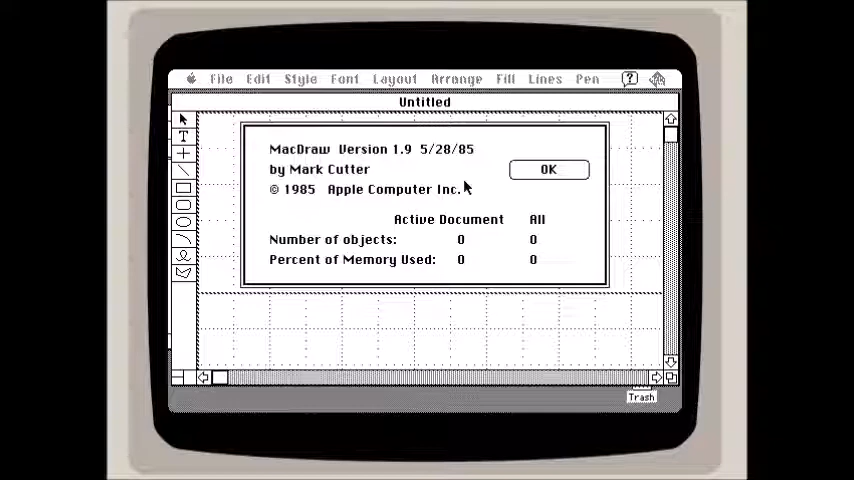 File Edit Style Font Layout Arrange Fill Lines Pen ?
Untitled
T
MacDraw Version 1.9 5/28/85
by Mark Cutter
OK
© 1985 Apple Computer Inc.
Active Document All
Number of objects: 0 0
Percent of Memory Used: 0 0
Trash